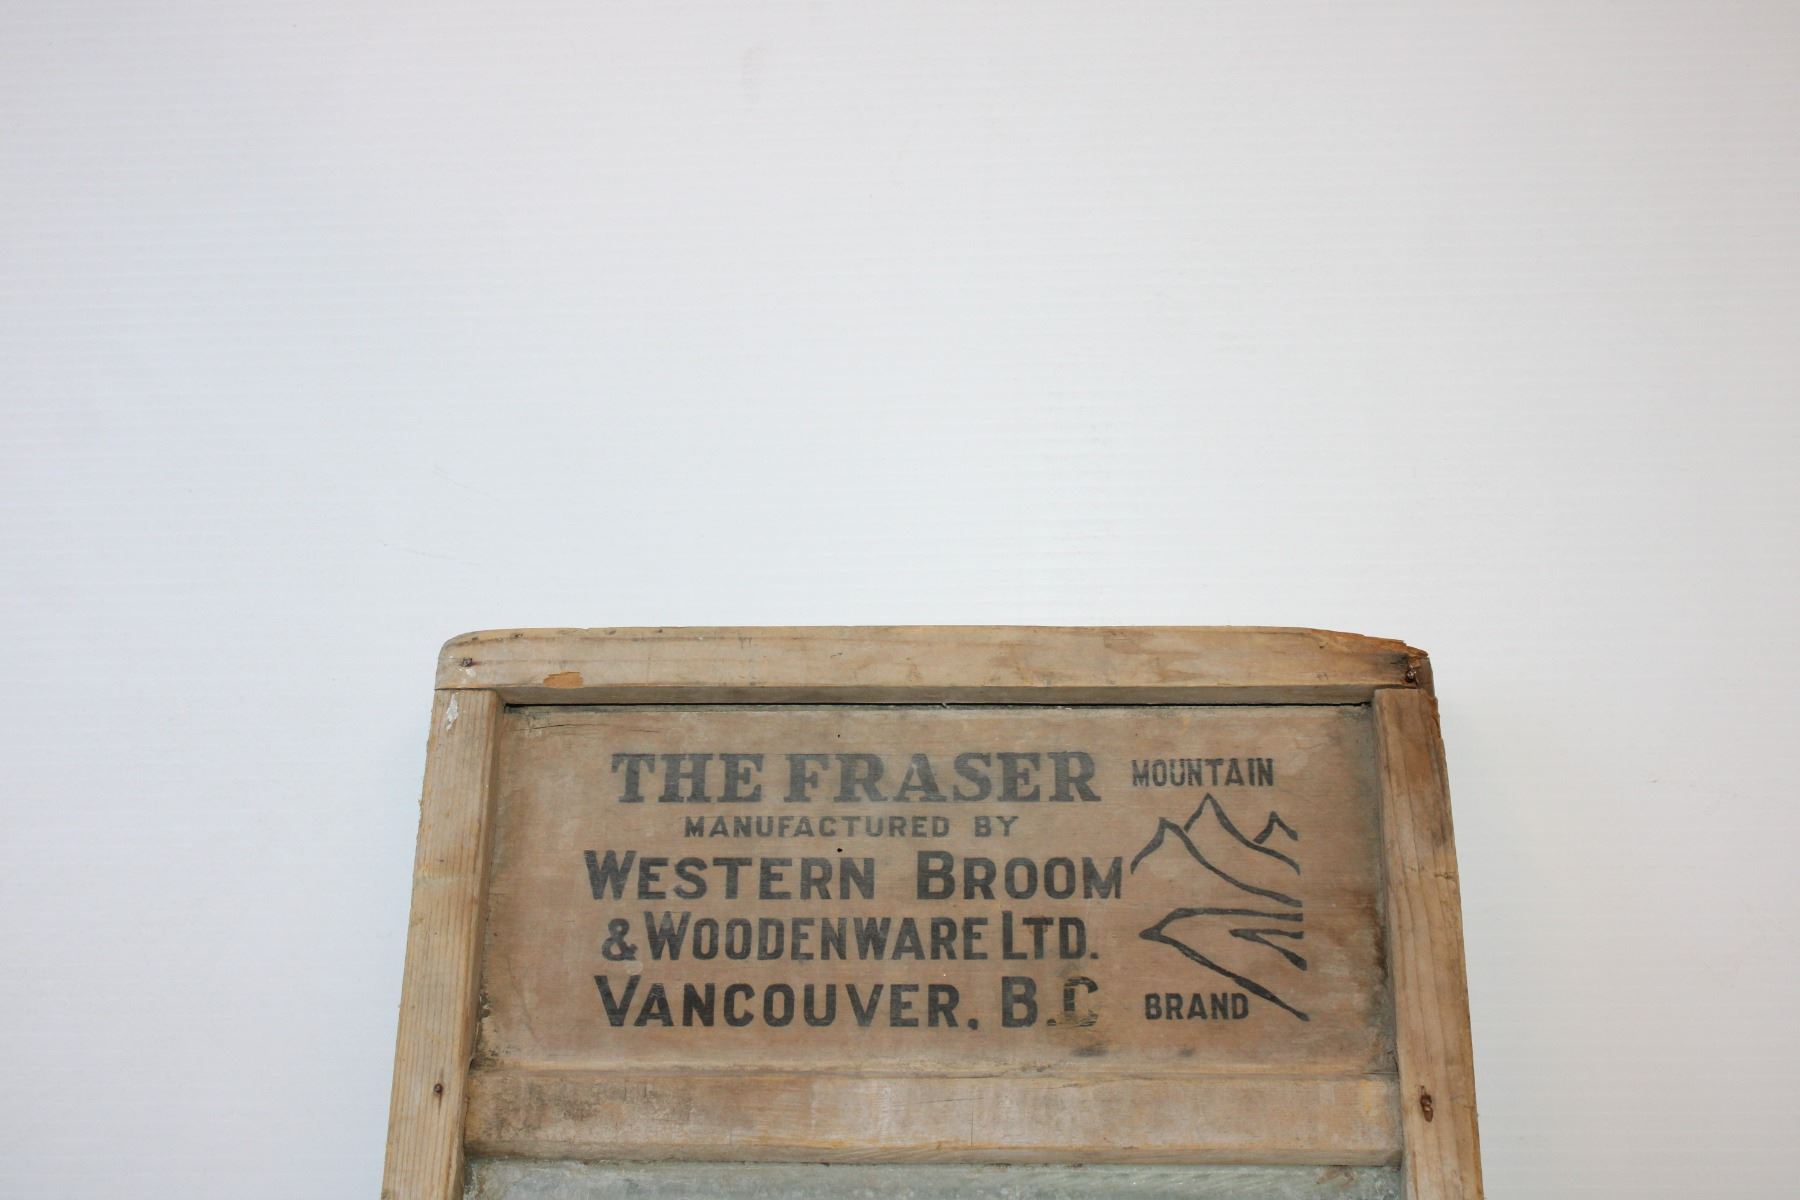 THE FRASER
MANUFACTURED BY
WESTERN BROOM
& WOODENWARE LTD.
VANCOUVER, B.C
MOUNTAIN
BRAND